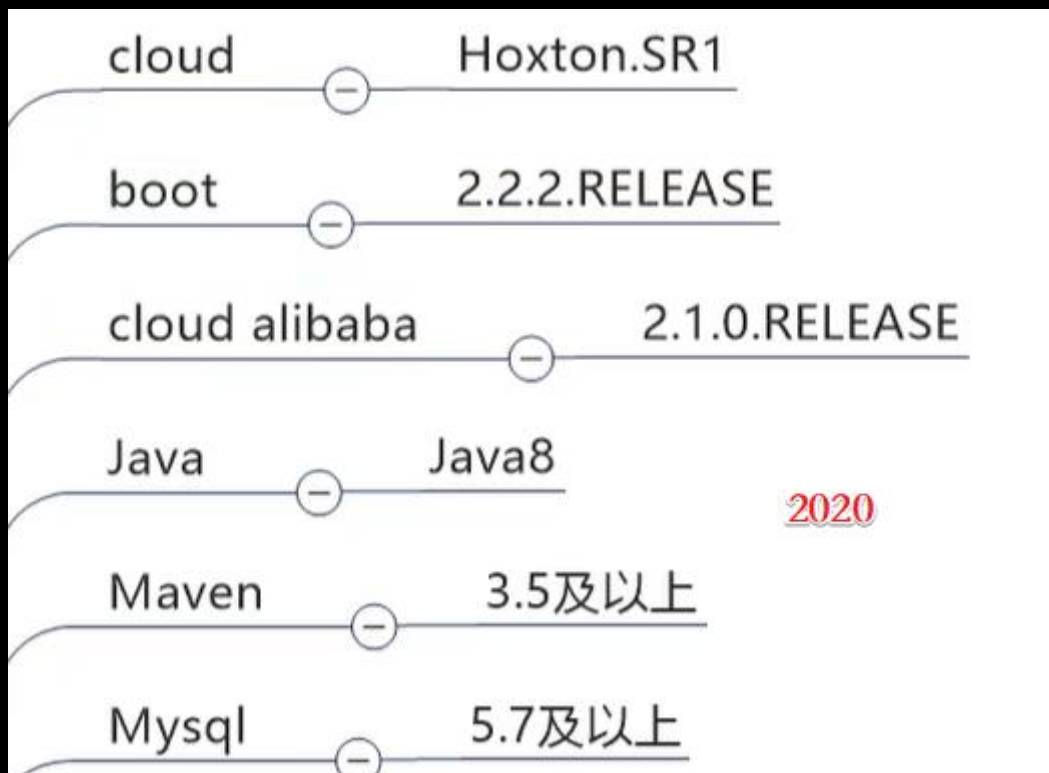 cloud Hoxton.SR1
boot 2.2.2.RELEASE
cloud alibaba 2.1.0.RELEASE
Java Java8
2020
Maven 3.5及以上
Mysql 5.7及以上